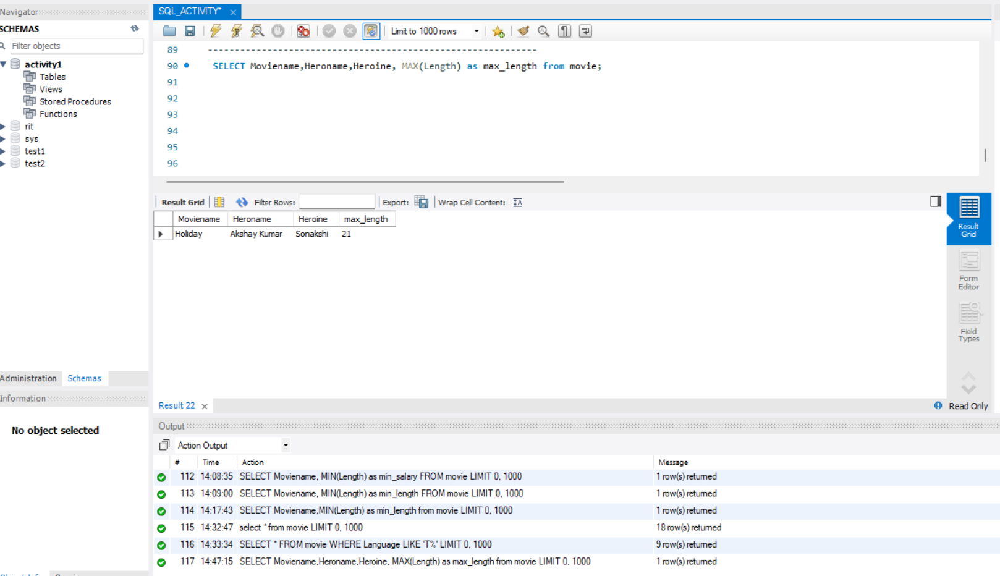 Navigator
SCHEMAS
Filter objects
activity1
Tables
Views
Stored Procedures
Functions
rit
sys
test1
test2
Administration Schemas
Information
No object selected
SQL_ACTIVITY*
Limit to 1000 rows
89 -------------------------------------------------------------
90 SELECT Moviename,Heroname,Heroine, MAX(Length) as max_length from movie;
91
92
93
94
95
96
Result Grid Filter Rows: Export: Wrap Cell Content:
Moviename Heroname Heroine max_length
Holiday Akshay Kumar Sonakshi 21
Result Grid
Form Editor
Field Types
Result 22
Read Only
Output
Action Output
# Time Action Message
112 14:08:35 SELECT Moviename, MIN(Length) as min_salary FROM movie LIMIT 0, 1000 1 row(s) returned
113 14:09:00 SELECT Moviename, MIN(Length) as min_length FROM movie LIMIT 0, 1000 1 row(s) returned
114 14:17:43 SELECT Moviename,MIN(Length) as min_length from movie LIMIT 0, 1000 1 row(s) returned
115 14:32:47 select * from movie LIMIT 0, 1000 18 row(s) returned
116 14:33:34 SELECT * FROM movie WHERE Language LIKE 'T%' LIMIT 0, 1000 9 row(s) returned
117 14:47:15 SELECT Moviename,Heroname,Heroine, MAX(Length) as max_length from movie LIMIT 0, 1000 1 row(s) returned